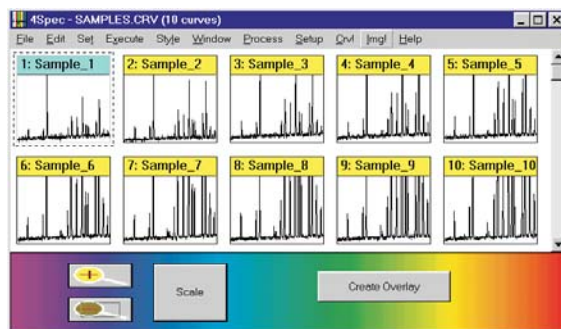 4Spec - SAMPLES.CRV (10 curves)
File Edit Set Execute Style Window Process Setup Crvl Imgl Help
1: Sample_1 2: Sample_2 3: Sample_3 4: Sample_4 5: Sample_5
6: Sample_6 7: Sample_7 8: Sample_8 9: Sample_9 10: Sample_10
Scale Create Overlay